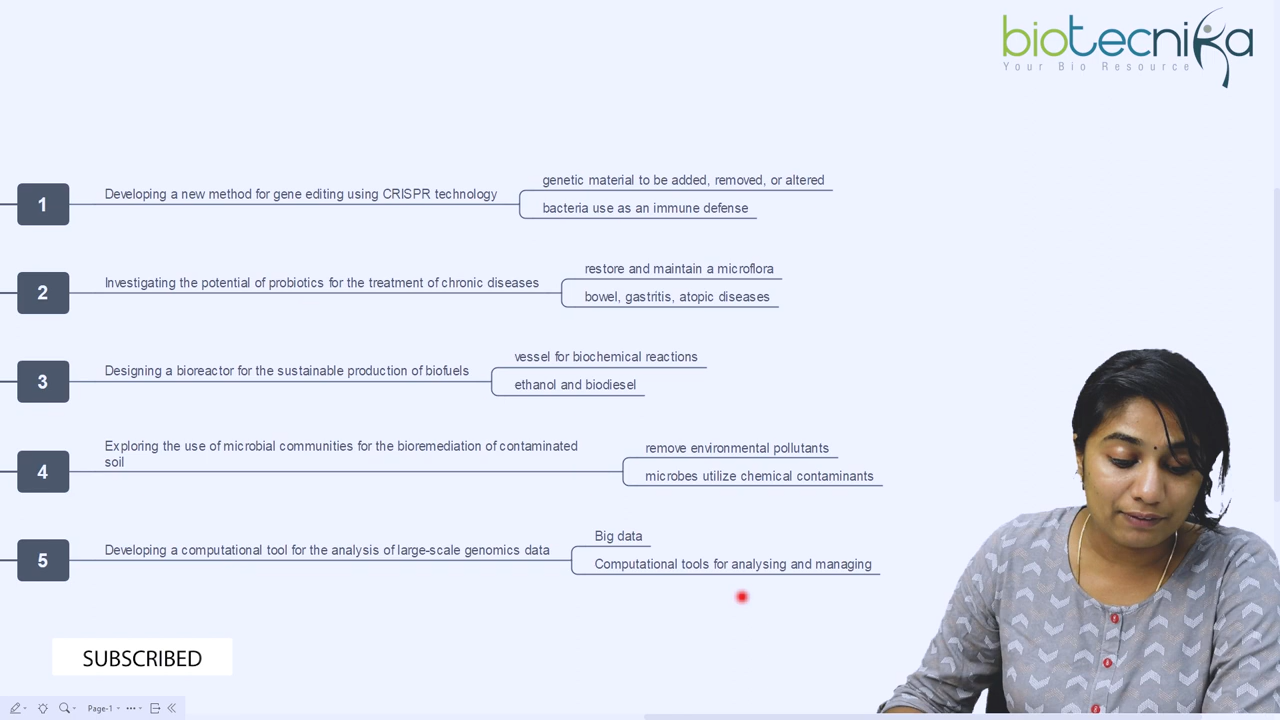 biotecnika
Your Bio Resource
1
Developing a new method for gene editing using CRISPR technology
genetic material to be added, removed, or altered
bacteria use as an immune defense
2
Investigating the potential of probiotics for the treatment of chronic diseases
restore and maintain a microflora
bowel, gastritis, atopic diseases
3
Designing a bioreactor for the sustainable production of biofuels
vessel for biochemical reactions
ethanol and biodiesel
4
Exploring the use of microbial communities for the bioremediation of contaminated
soil
remove environmental pollutants
microbes utilize chemical contaminants
5
Developing a computational tool for the analysis of large-scale genomics data
Big data
Computational tools for analysing and managing
SUBSCRIBED
Page-1